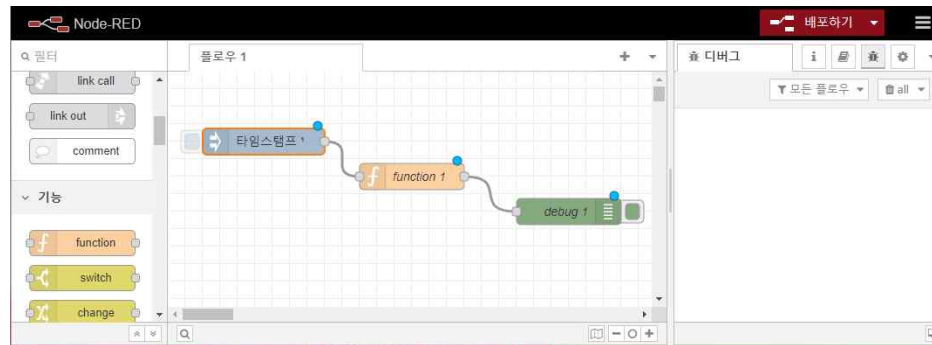 Node-RED
배포하기
필터
플로우 1
디버그
link call
link out
comment
기능
function
switch
change
타임스탬프 ¹
function 1
debug 1
모든 플로우
all